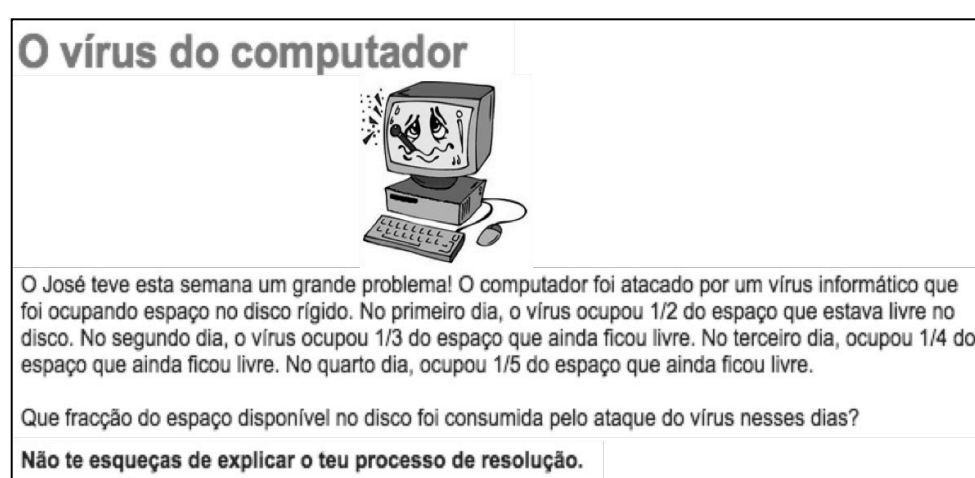 O vírus do computador
O José teve esta semana um grande problema! O computador foi atacado por um vírus informático que
foi ocupando espaço no disco rígido. No primeiro dia, o vírus ocupou 1/2 do espaço que estava livre no
disco. No segundo dia, o vírus ocupou 1/3 do espaço que ainda ficou livre. No terceiro dia, ocupou 1/4 do
espaço que ainda ficou livre. No quarto dia, ocupou 1/5 do espaço que ainda ficou livre.
Que fracção do espaço disponível no disco foi consumida pelo ataque do vírus nesses dias?
Não te esqueças de explicar o teu processo de resolução.